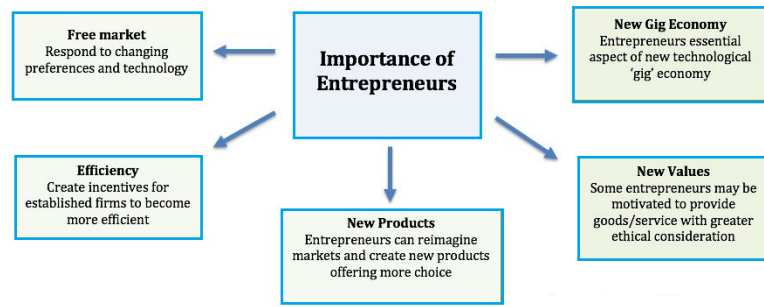 Importance of
Entrepreneurs
Free market
Respond to changing
preferences and technology
New Gig Economy
Entrepreneurs essential
aspect of new technological
‘gig’ economy
Efficiency
Create incentives for
established firms to become
more efficient
New Products
Entrepreneurs can reimagine
markets and create new products
offering more choice
New Values
Some entrepreneurs may be
motivated to provide
goods/service with greater
ethical consideration